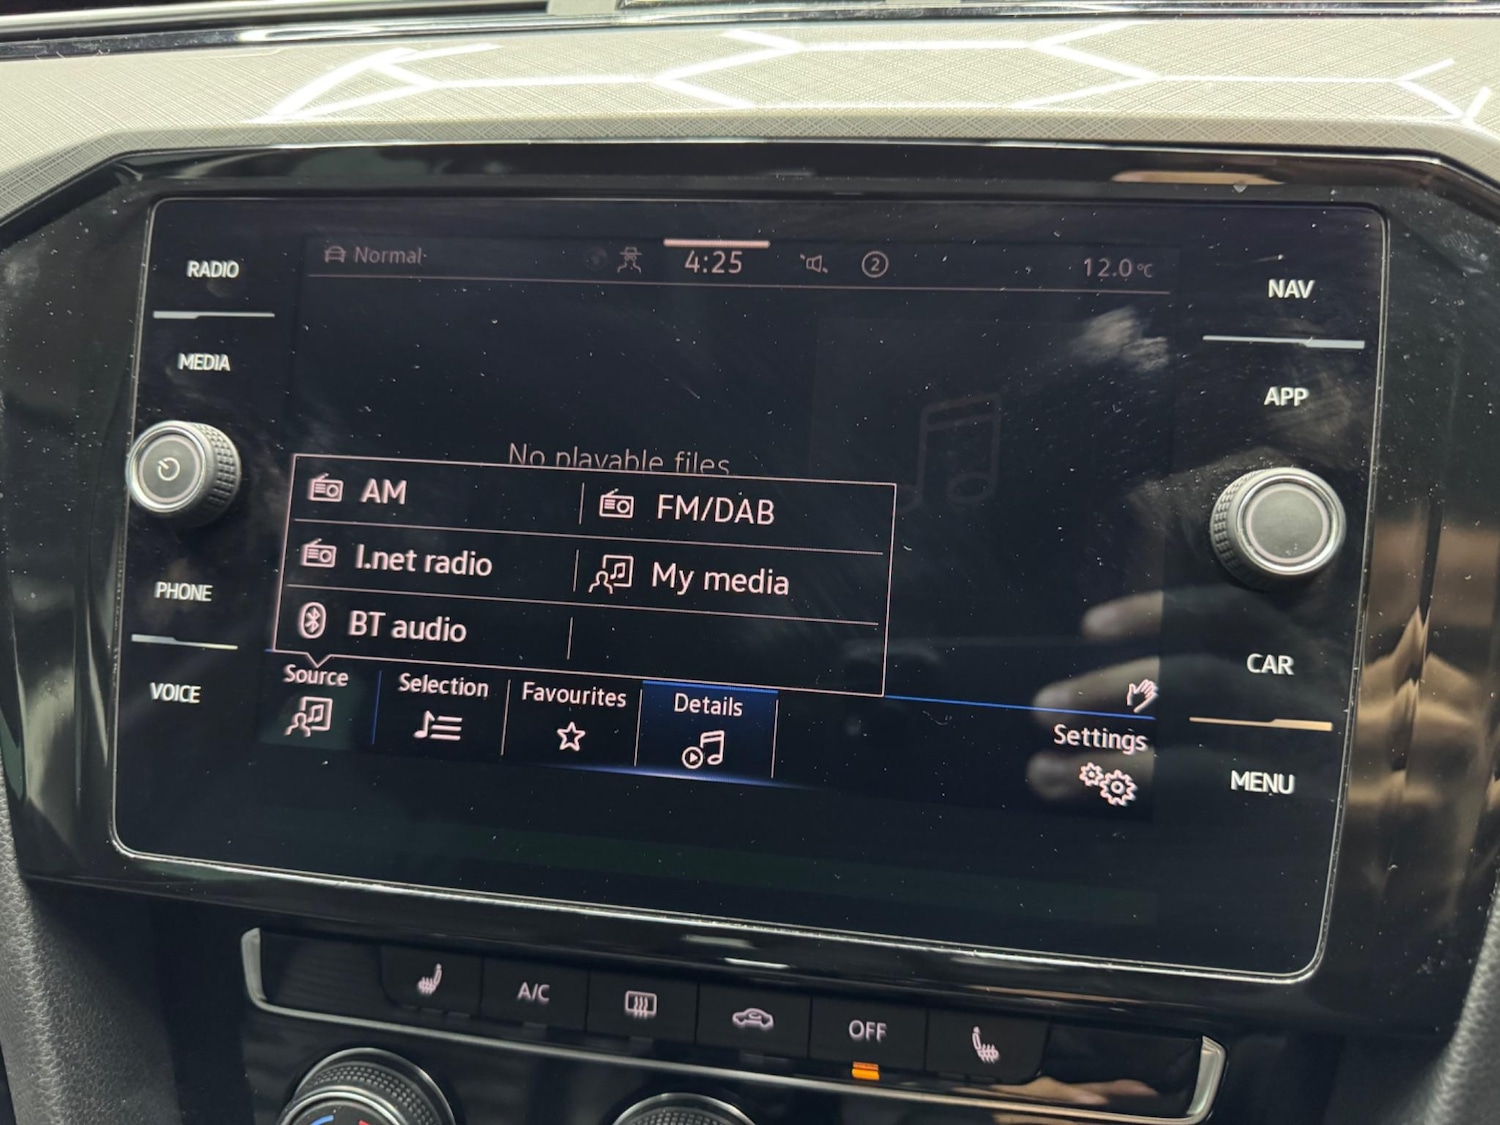 RADIO
MEDIA
PHONE
VOICE
Normal
4:25
2
12.0°C
No playable files
AM
FM/DAB
I.net radio
My media
BT audio
Source
Selection
Favourites
Details
Settings
NAV
APP
CAR
MENU
A/C
OFF